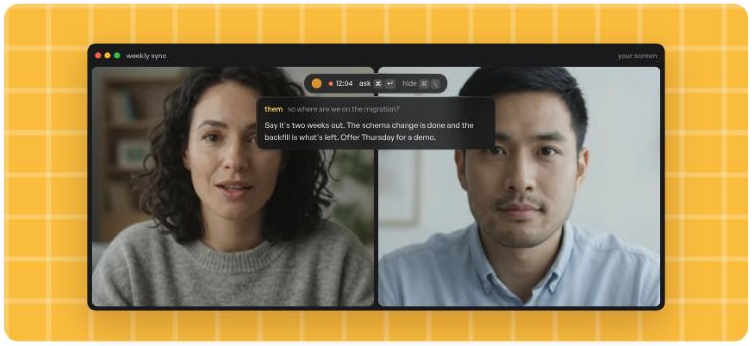 weekly sync
your screen
12:04 ask ⌘ ↵ hide ⌘ \
them so where are we on the migration?
Say it's two weeks out. The schema change is done and the
backfill is what's left. Offer Thursday for a demo.